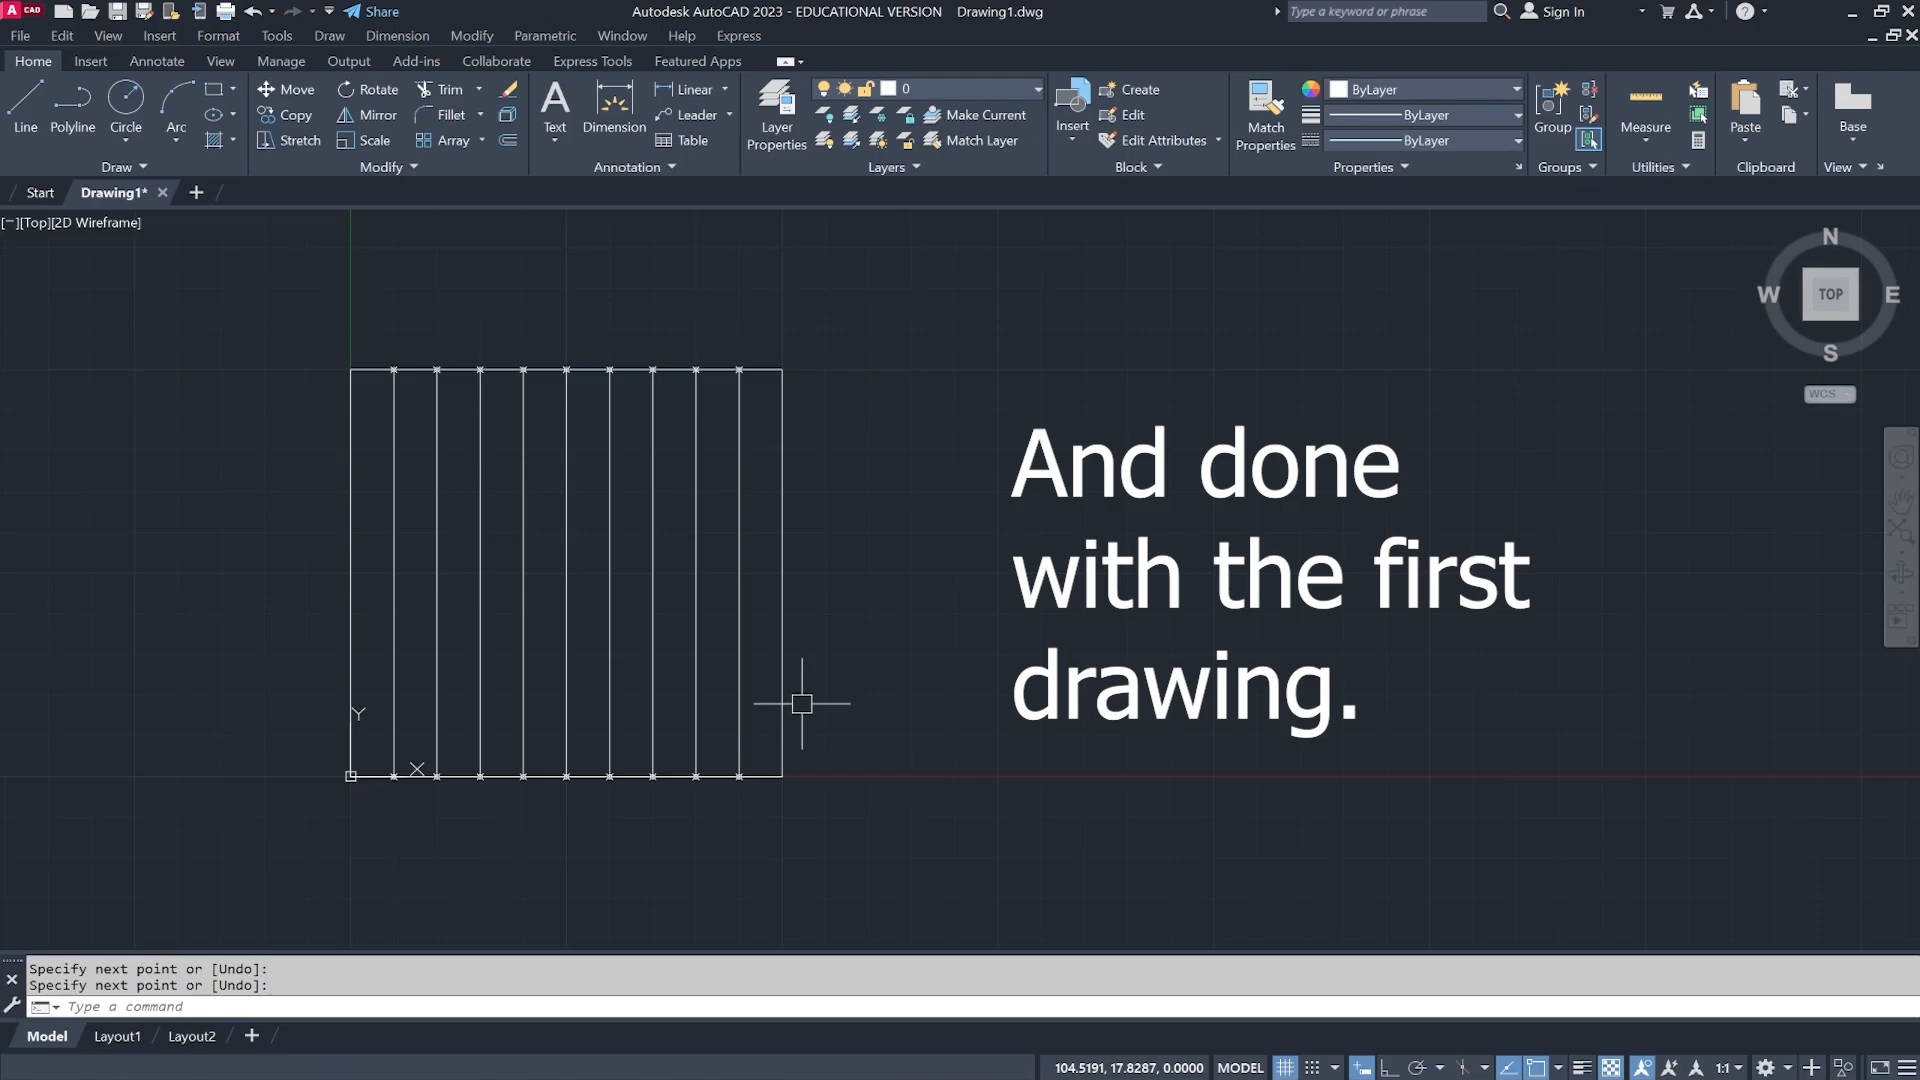 A CAD
Share
Autodesk AutoCAD 2023 - EDUCATIONAL VERSION Drawing1.dwg
Type a keyword or phrase
Sign In
File Edit View Insert Format Tools Draw Dimension Modify Parametric Window Help Express
Home Insert Annotate View Manage Output Add-ins Collaborate Express Tools Featured Apps
Line Polyline Circle Arc
Draw
Move Rotate Trim
Copy Mirror Fillet
Stretch Scale Array
Modify
Text Dimension
Linear
Leader
Table
Annotation
Layer
Properties
0
Make Current
Match Layer
Layers
Insert
Create
Edit
Edit Attributes
Block
Match
Properties
ByLayer
ByLayer
ByLayer
Properties
Group
Groups
Measure
Utilities
Paste
Clipboard
Base
View
Start Drawing1*
[−][Top][2D Wireframe]
N
W TOP E
S
WCS
And done
with the first
drawing.
Y
X
Specify next point or [Undo]:
Specify next point or [Undo]:
Type a command
Model Layout1 Layout2
104.5191, 17.8287, 0.0000 MODEL 1:1